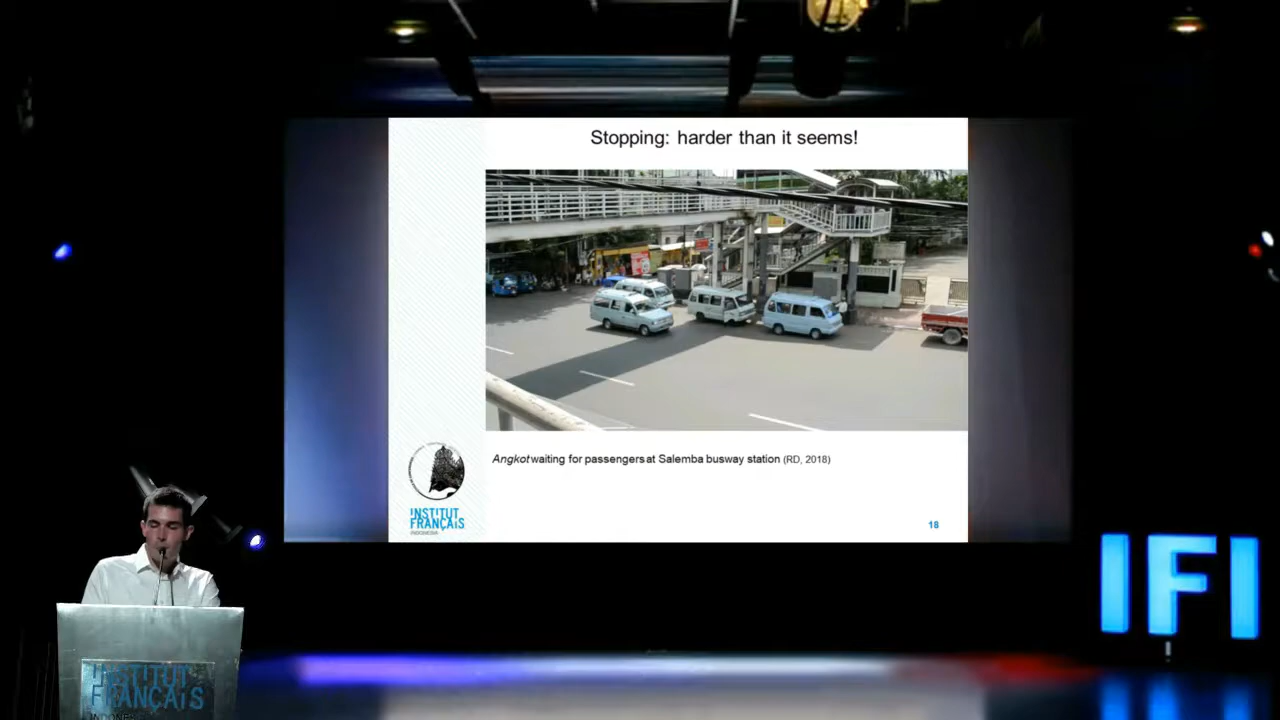 Stopping: harder than it seems!
Angkot waiting for passengers at Salemba busway station (RD, 2018)
INSTITUT
FRANÇAIS
INDONESIA
18
IFI
INSTITUT
FRANÇAIS